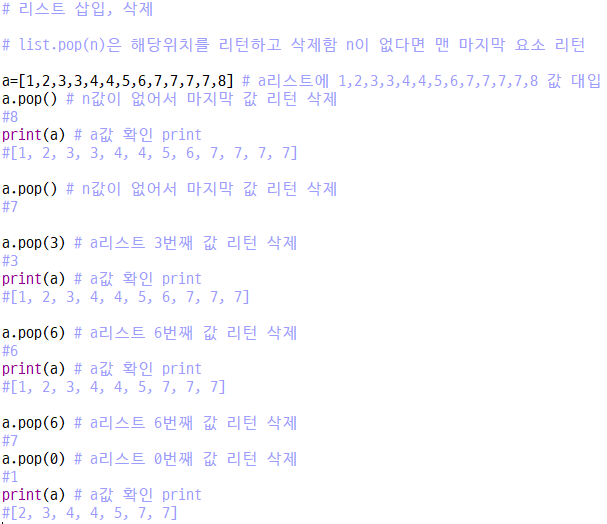 # 리스트 삽입, 삭제
# list.pop(n)은 해당위치를 리턴하고 삭제함 n이 없다면 맨 마지막 요소 리턴
a=[1,2,3,3,4,4,5,6,7,7,7,7,8] # a리스트에 1,2,3,3,4,4,5,6,7,7,7,7,8 값 대입
a.pop() # n값이 없어서 마지막 값 리턴 삭제
#8
print(a) # a값 확인 print
#[1, 2, 3, 3, 4, 4, 5, 6, 7, 7, 7, 7]
a.pop() # n값이 없어서 마지막 값 리턴 삭제
#7
a.pop(3) # a리스트 3번째 값 리턴 삭제
#3
print(a) # a값 확인 print
#[1, 2, 3, 4, 4, 5, 6, 7, 7, 7]
a.pop(6) # a리스트 6번째 값 리턴 삭제
#6
print(a) # a값 확인 print
#[1, 2, 3, 4, 4, 5, 7, 7, 7]
a.pop(6) # a리스트 6번째 값 리턴 삭제
#7
a.pop(0) # a리스트 0번째 값 리턴 삭제
#1
print(a) # a값 확인 print
#[2, 3, 4, 4, 5, 7, 7]